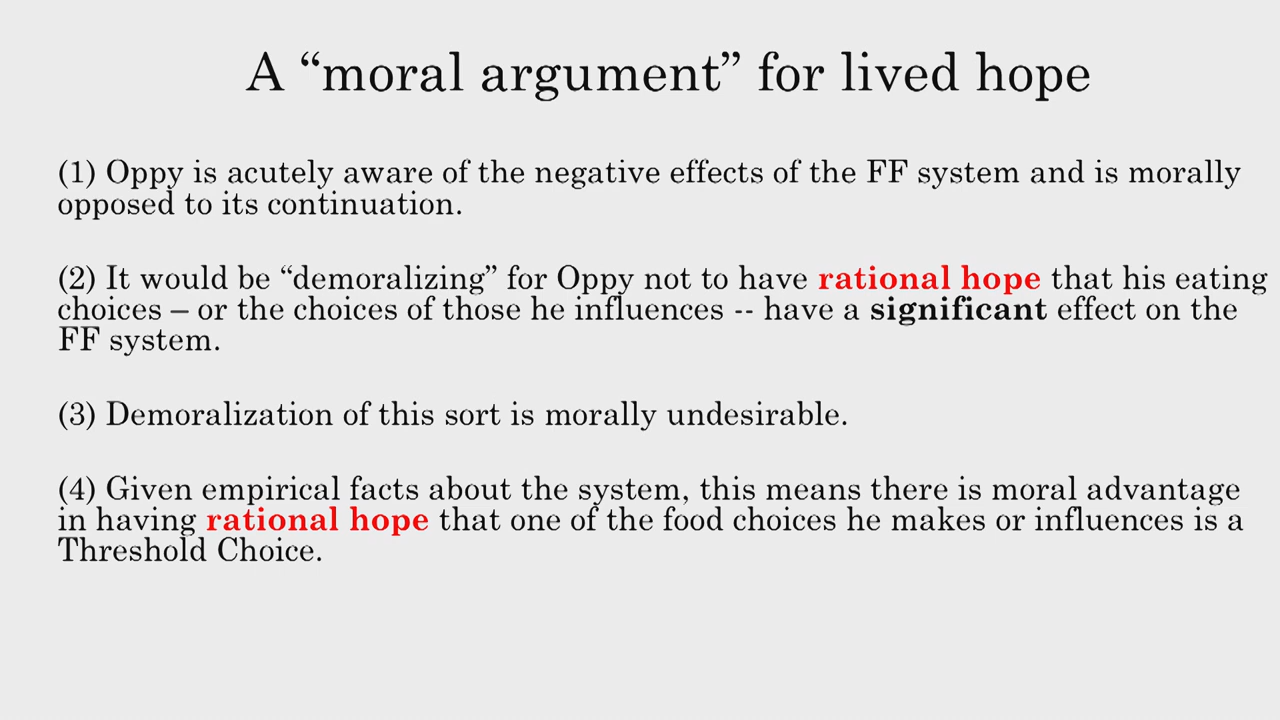 A “moral argument” for lived hope
(1) Oppy is acutely aware of the negative effects of the FF system and is morally
opposed to its continuation.
(2) It would be “demoralizing” for Oppy not to have rational hope that his eating
choices – or the choices of those he influences -- have a significant effect on the
FF system.
(3) Demoralization of this sort is morally undesirable.
(4) Given empirical facts about the system, this means there is moral advantage
in having rational hope that one of the food choices he makes or influences is a
Threshold Choice.